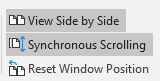 View Side by Side
Synchronous Scrolling
Reset Window Position